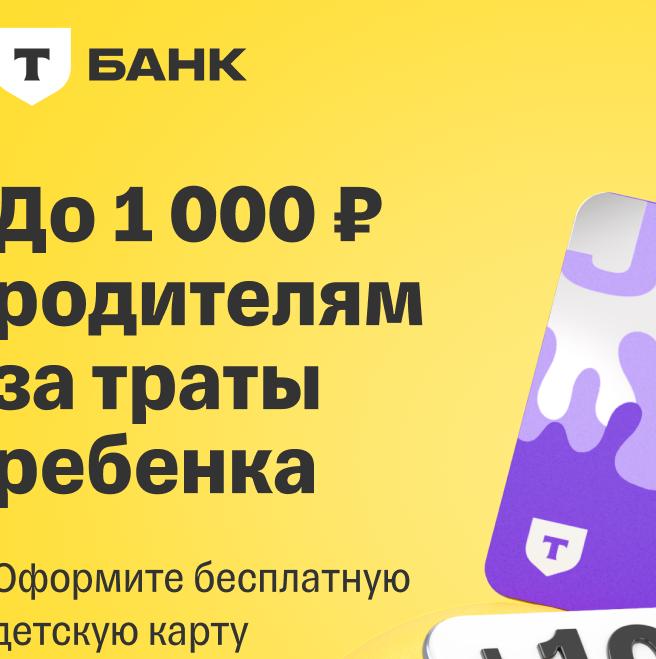 Т БАНК
До 1 000 ₽
родителям
за траты
ребенка
Оформите бесплатную
детскую карту
J
Т